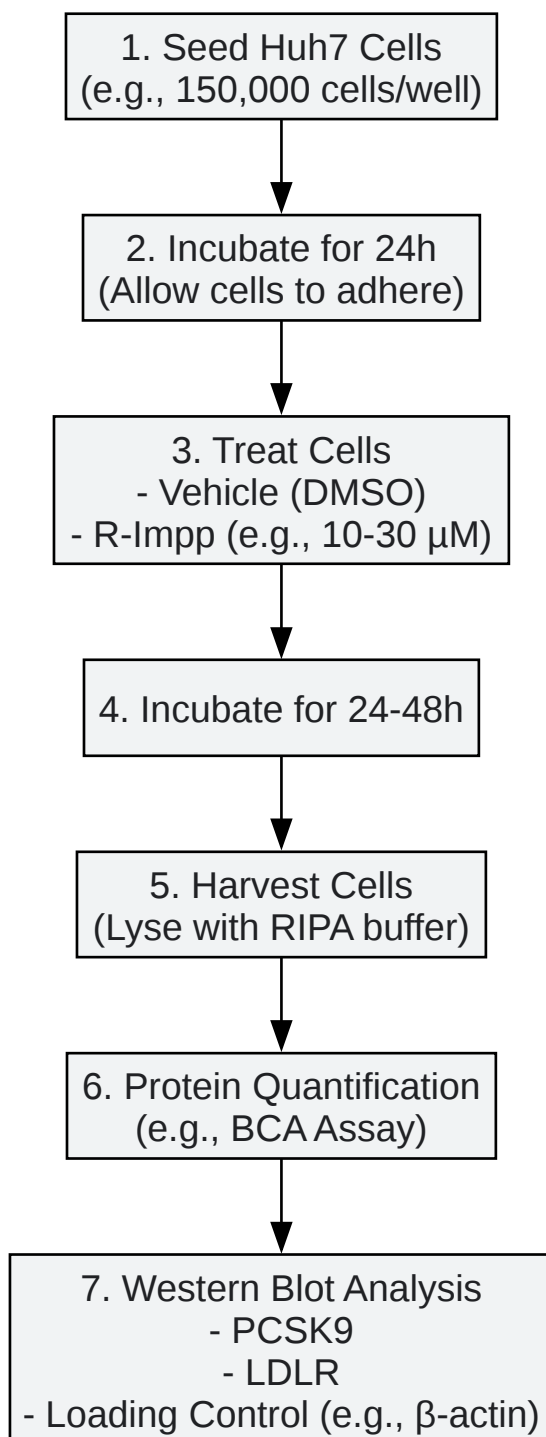 1. Seed Huh7 Cells
(e.g., 150,000 cells/well)
2. Incubate for 24h
(Allow cells to adhere)
3. Treat Cells
- Vehicle (DMSO)
- R-Impp (e.g., 10-30 µM)
4. Incubate for 24-48h
5. Harvest Cells
(Lyse with RIPA buffer)
6. Protein Quantification
(e.g., BCA Assay)
7. Western Blot Analysis
- PCSK9
- LDLR
- Loading Control (e.g., β-actin)